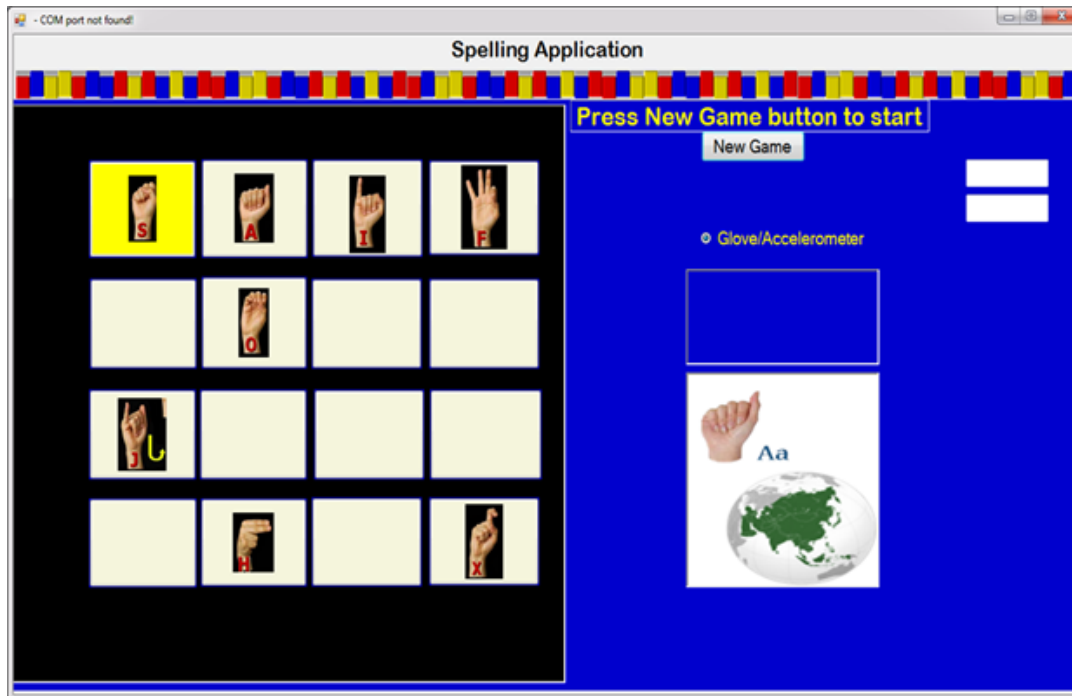 - COM port not found!
Spelling Application
Press New Game button to start
New Game
Glove/Accelerometer
S A I F
O
J
H X
Aa